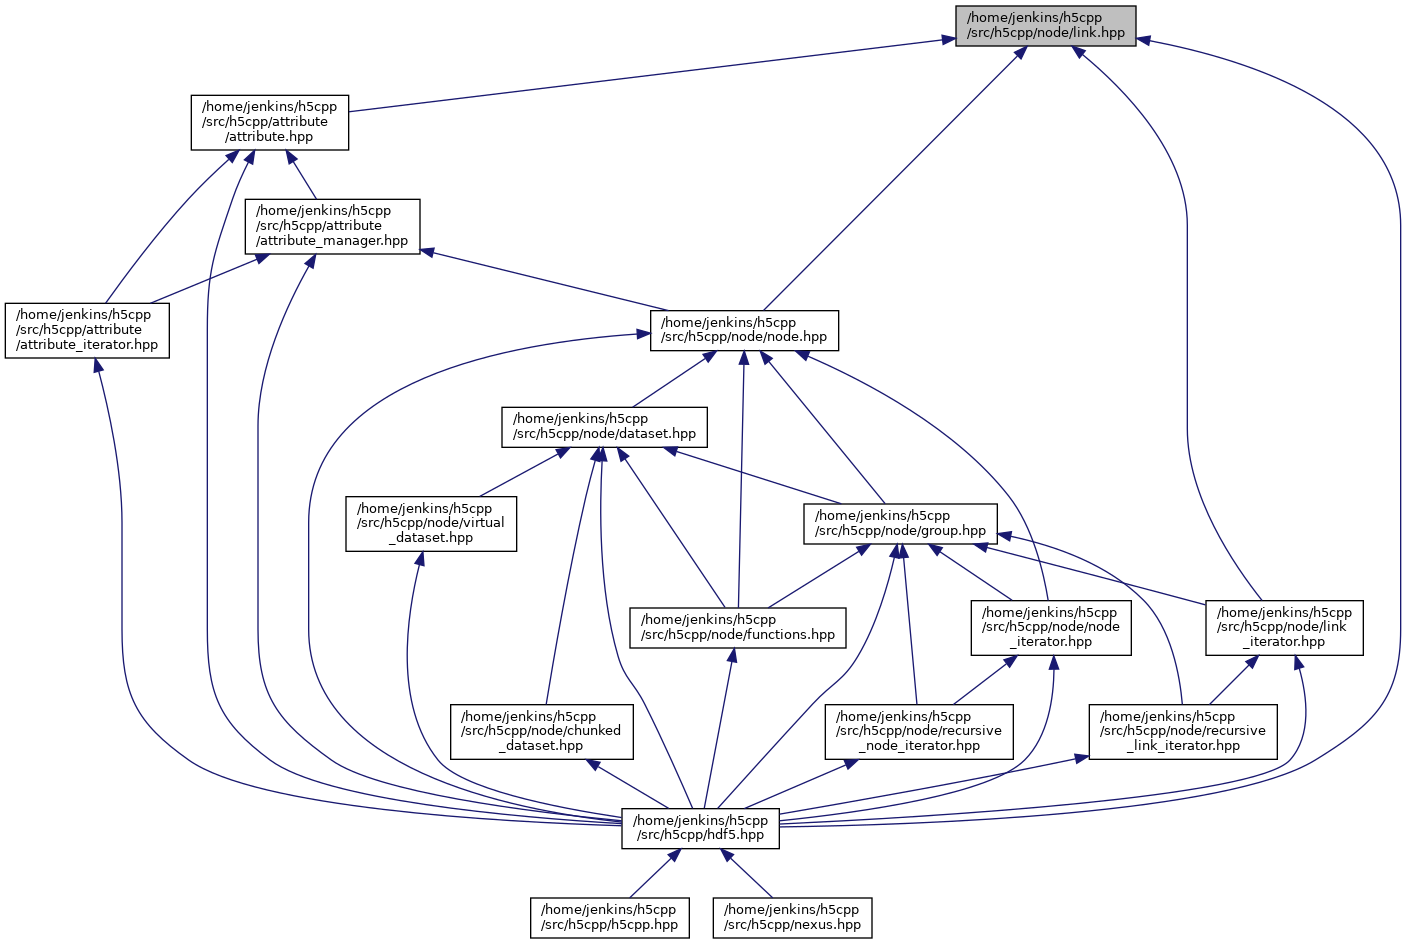 /home/jenkins/h5cpp
/src/h5cpp/node/link.hpp
/home/jenkins/h5cpp
/src/h5cpp/attribute
/attribute.hpp
/home/jenkins/h5cpp
/src/h5cpp/attribute
/attribute_manager.hpp
/home/jenkins/h5cpp
/src/h5cpp/attribute
/attribute_iterator.hpp
/home/jenkins/h5cpp
/src/h5cpp/node/node.hpp
/home/jenkins/h5cpp
/src/h5cpp/node/dataset.hpp
/home/jenkins/h5cpp
/src/h5cpp/node/virtual
_dataset.hpp
/home/jenkins/h5cpp
/src/h5cpp/node/group.hpp
/home/jenkins/h5cpp
/src/h5cpp/node/functions.hpp
/home/jenkins/h5cpp
/src/h5cpp/node/node
_iterator.hpp
/home/jenkins/h5cpp
/src/h5cpp/node/link
_iterator.hpp
/home/jenkins/h5cpp
/src/h5cpp/node/chunked
_dataset.hpp
/home/jenkins/h5cpp
/src/h5cpp/node/recursive
_node_iterator.hpp
/home/jenkins/h5cpp
/src/h5cpp/node/recursive
_link_iterator.hpp
/home/jenkins/h5cpp
/src/h5cpp/hdf5.hpp
/home/jenkins/h5cpp
/src/h5cpp/h5cpp.hpp
/home/jenkins/h5cpp
/src/h5cpp/nexus.hpp